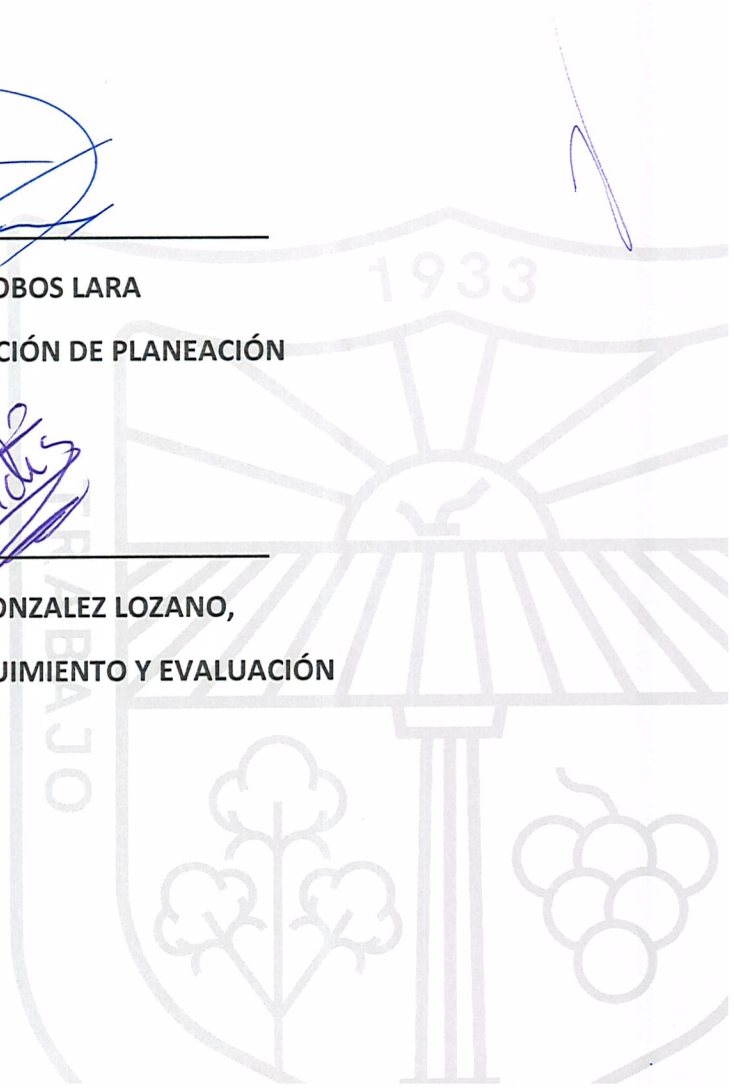 1933
OBOS LARA
CIÓN DE PLANEACIÓN
ONZALEZ LOZANO,
UIMIENTO Y EVALUACIÓN
TRABAJO